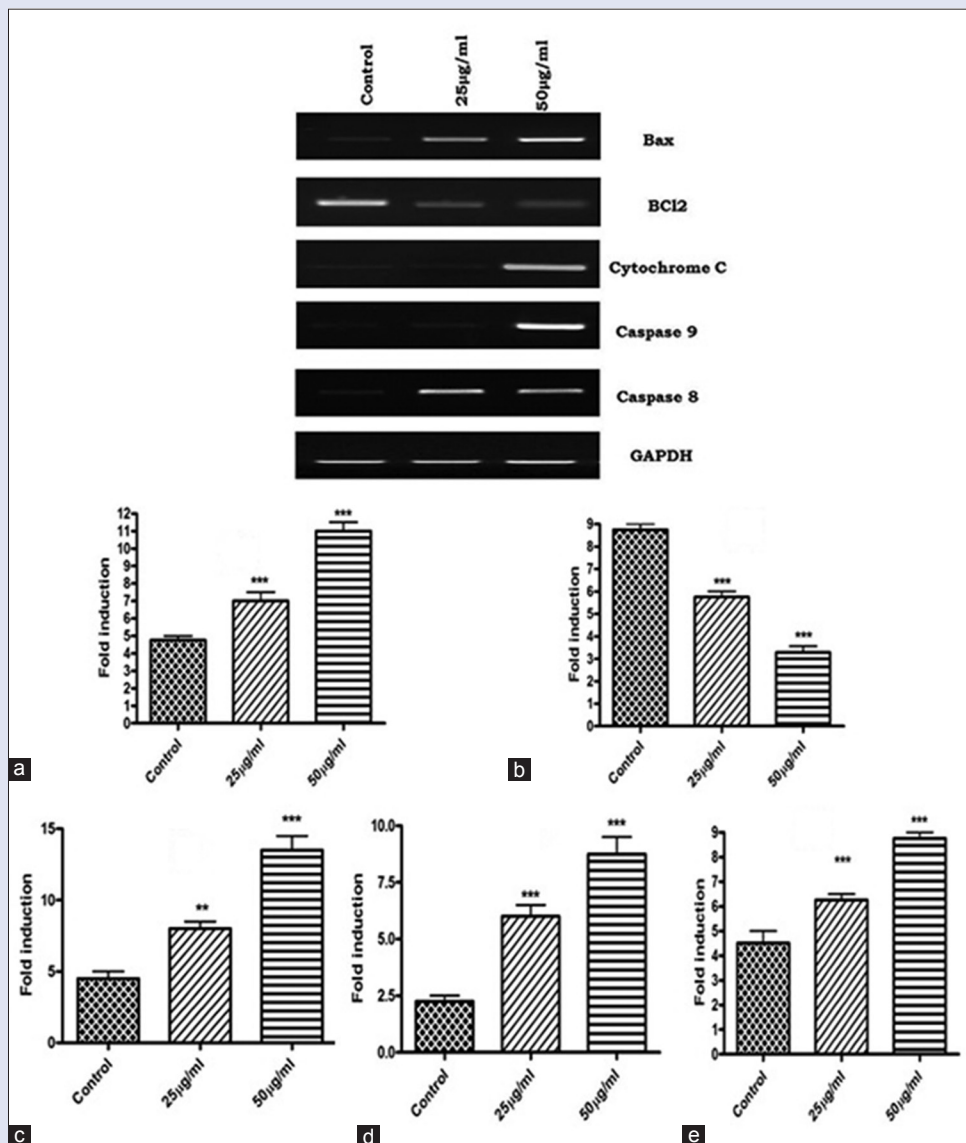 Control
25µg/ml
50µg/ml
Bax
BCl2
Cytochrome C
Caspase 9
Caspase 8
GAPDH
12
11
10
9
8
7
6
5
4
3
2
1
0
Fold induction
***
***
Control
25µg/ml
50µg/ml
a
9
8
7
6
5
4
3
2
1
0
Fold induction
***
***
Control
25µg/ml
50µg/ml
b
15
10
5
0
Fold induction
**
***
Control
25µg/ml
50µg/ml
c
10.0
7.5
5.0
2.5
0.0
Fold induction
***
***
Control
25µg/ml
50µg/ml
d
9
8
7
6
5
4
3
2
1
0
Fold induction
***
***
Control
25µg/ml
50µg/ml
e